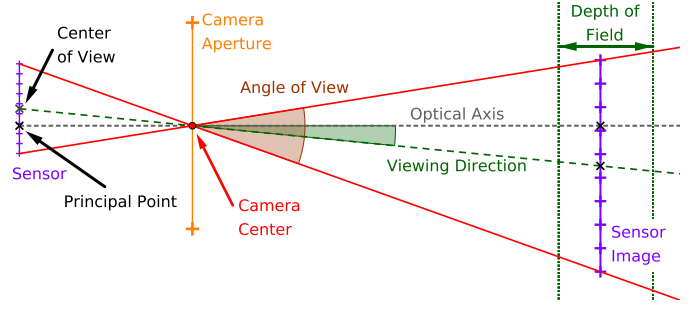 Center
of View
Camera
Aperture
Depth of
Field
Angle of View
Optical Axis
Viewing Direction
Sensor
Principal Point
Camera
Center
Sensor
Image